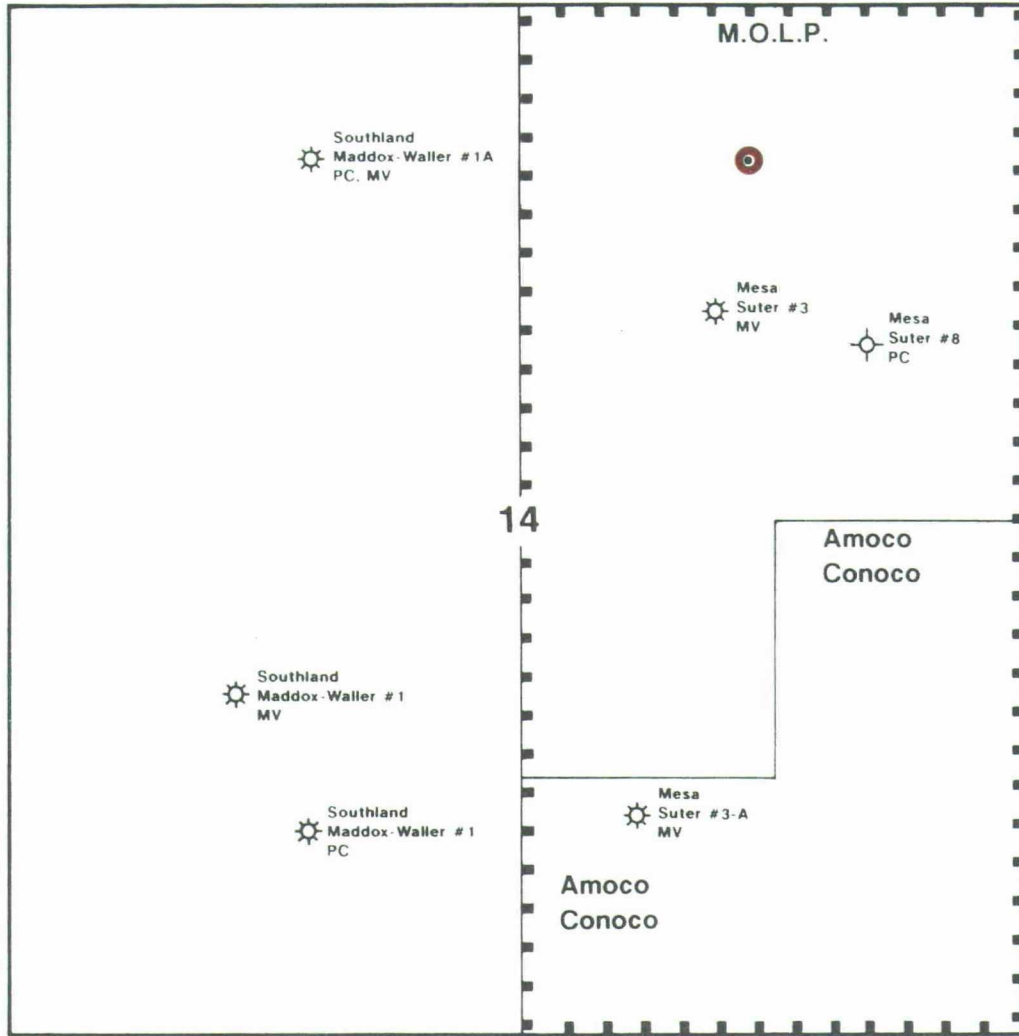 M.O.L.P.
Southland
Maddox-Waller #1A
PC, MV
Mesa
Suter #3
MV
Mesa
Suter #8
PC
14
Amoco
Conoco
Southland
Maddox-Waller #1
MV
Southland
Maddox-Waller #1
PC
Mesa
Suter #3-A
MV
Amoco
Conoco